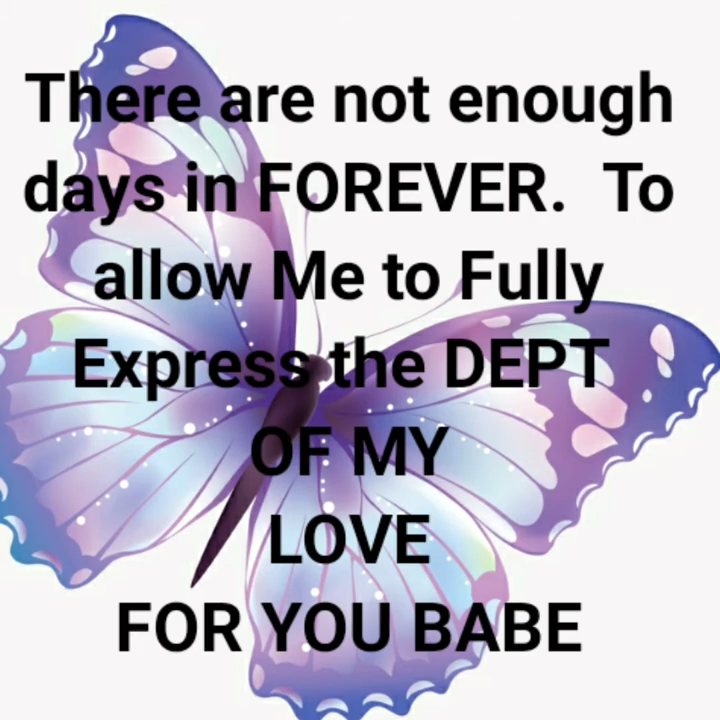 There are not enough
days in FOREVER.  To
allow Me to Fully
Express the DEPT
OF MY
LOVE
FOR YOU BABE